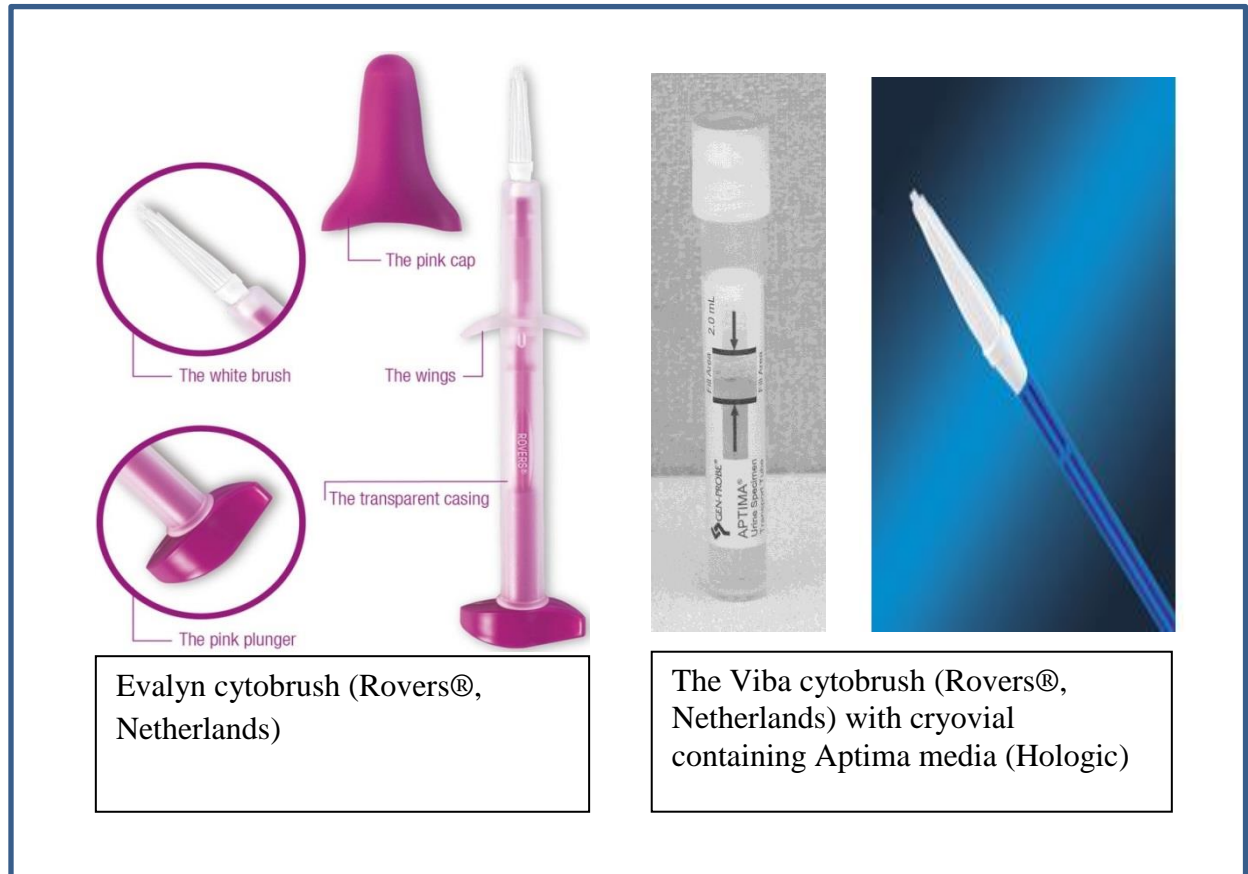 The pink cap
The white brush
The wings
ROVERS®
The transparent casing
The pink plunger
Fill Area 2.0 mL
Fill Area
GEN-PROBE®
APTIMA®
Urine Specimen
Transport Tube
Evalyn cytobrush (Rovers®,
Netherlands)
The Viba cytobrush (Rovers®,
Netherlands) with cryovial
containing Aptima media (Hologic)